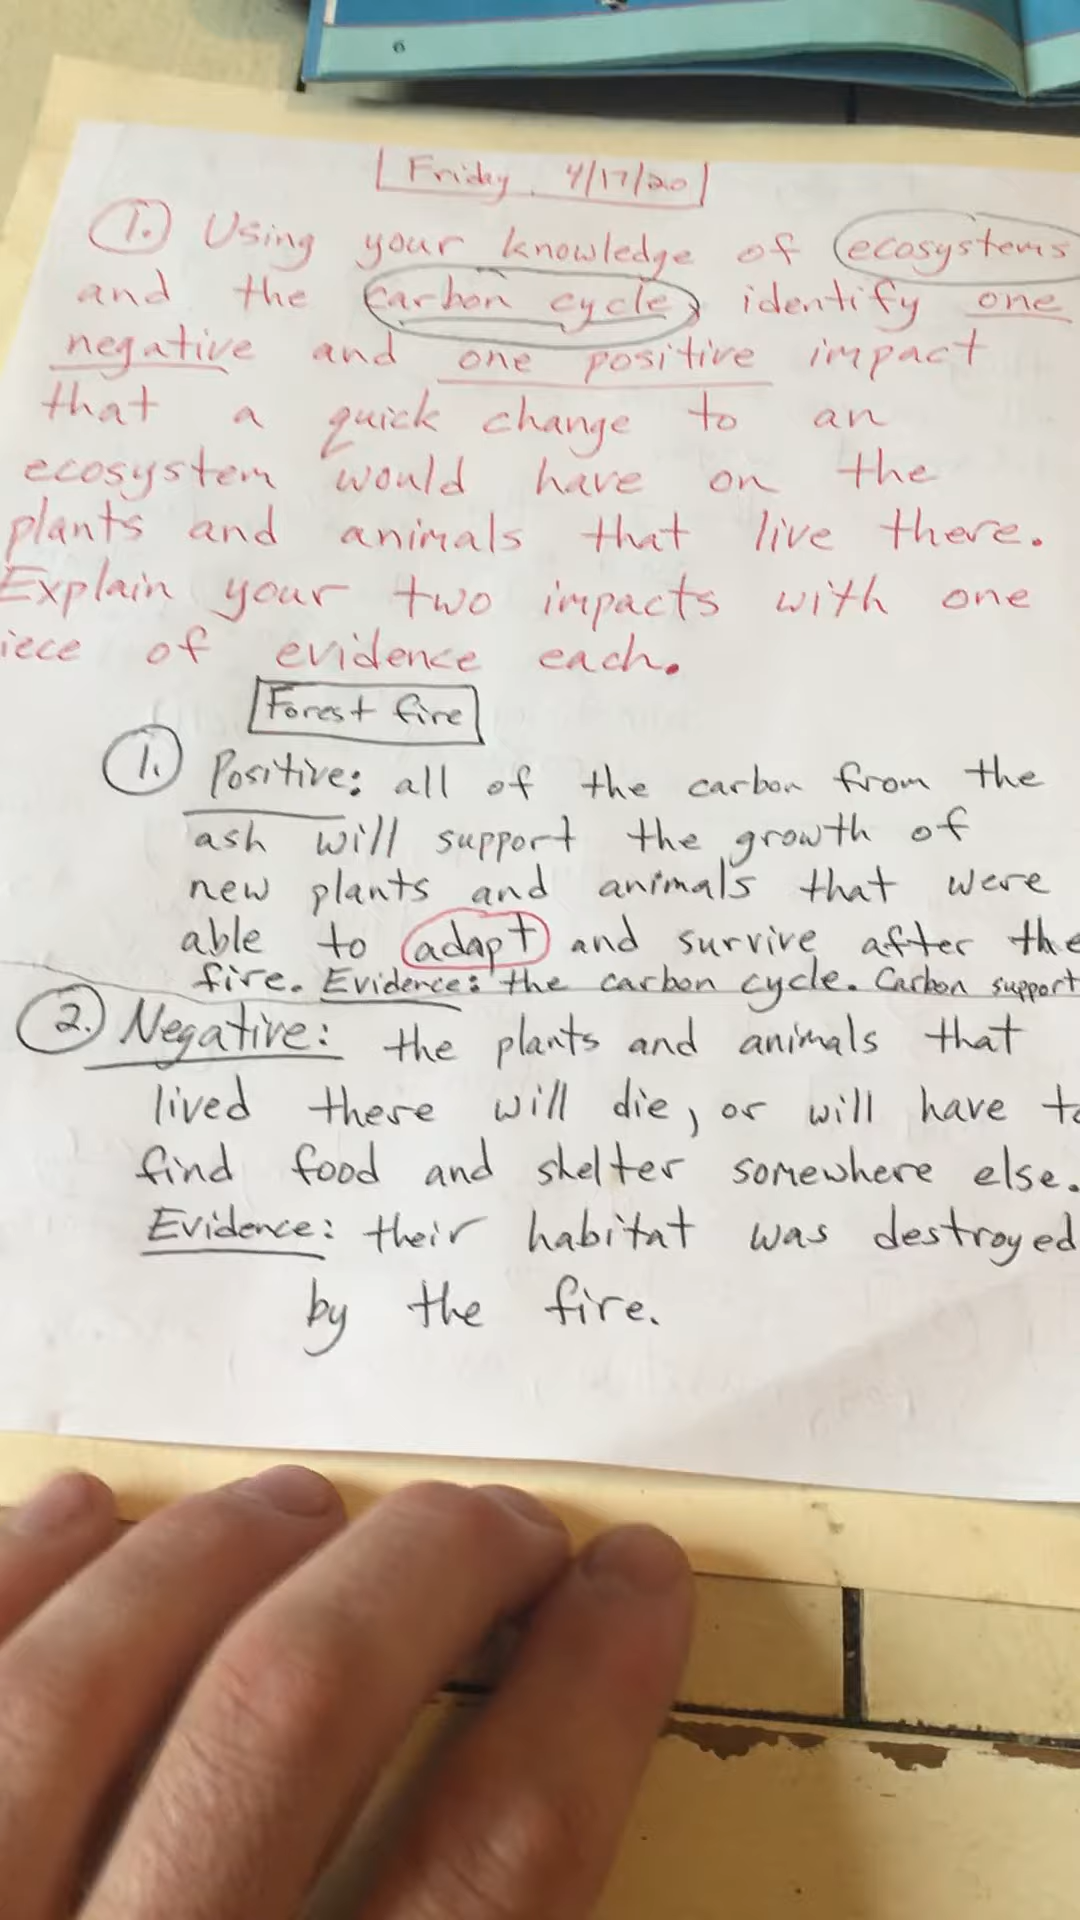 6
Friday 4/17/20
1. Using your knowledge of ecosystems
and the carbon cycle, identify one
negative and one positive impact
that a quick change to an
ecosystem would have on the
plants and animals that live there.
Explain your two impacts with one
iece of evidence each.
Forest fire
1. Positive: all of the carbon from the
ash will support the growth of
new plants and animals that were
able to adapt and survive after the
fire. Evidence: the carbon cycle. Carbon support
2. Negative: the plants and animals that
lived there will die, or will have to
find food and shelter somewhere else.
Evidence: their habitat was destroyed
by the fire.